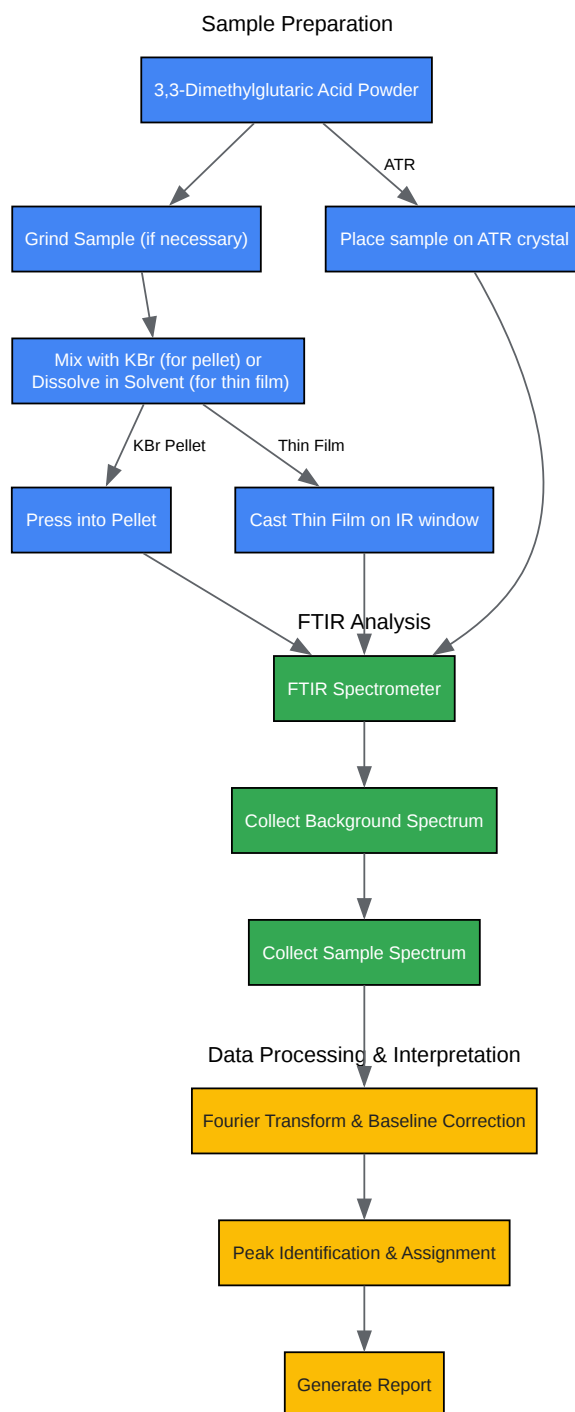 Sample Preparation
3,3-Dimethylglutaric Acid Powder
ATR
Grind Sample (if necessary)
Place sample on ATR crystal
Mix with KBr (for pellet) or
Dissolve in Solvent (for thin film)
KBr Pellet
Thin Film
Press into Pellet
Cast Thin Film on IR window
FTIR Analysis
FTIR Spectrometer
Collect Background Spectrum
Collect Sample Spectrum
Data Processing & Interpretation
Fourier Transform & Baseline Correction
Peak Identification & Assignment
Generate Report